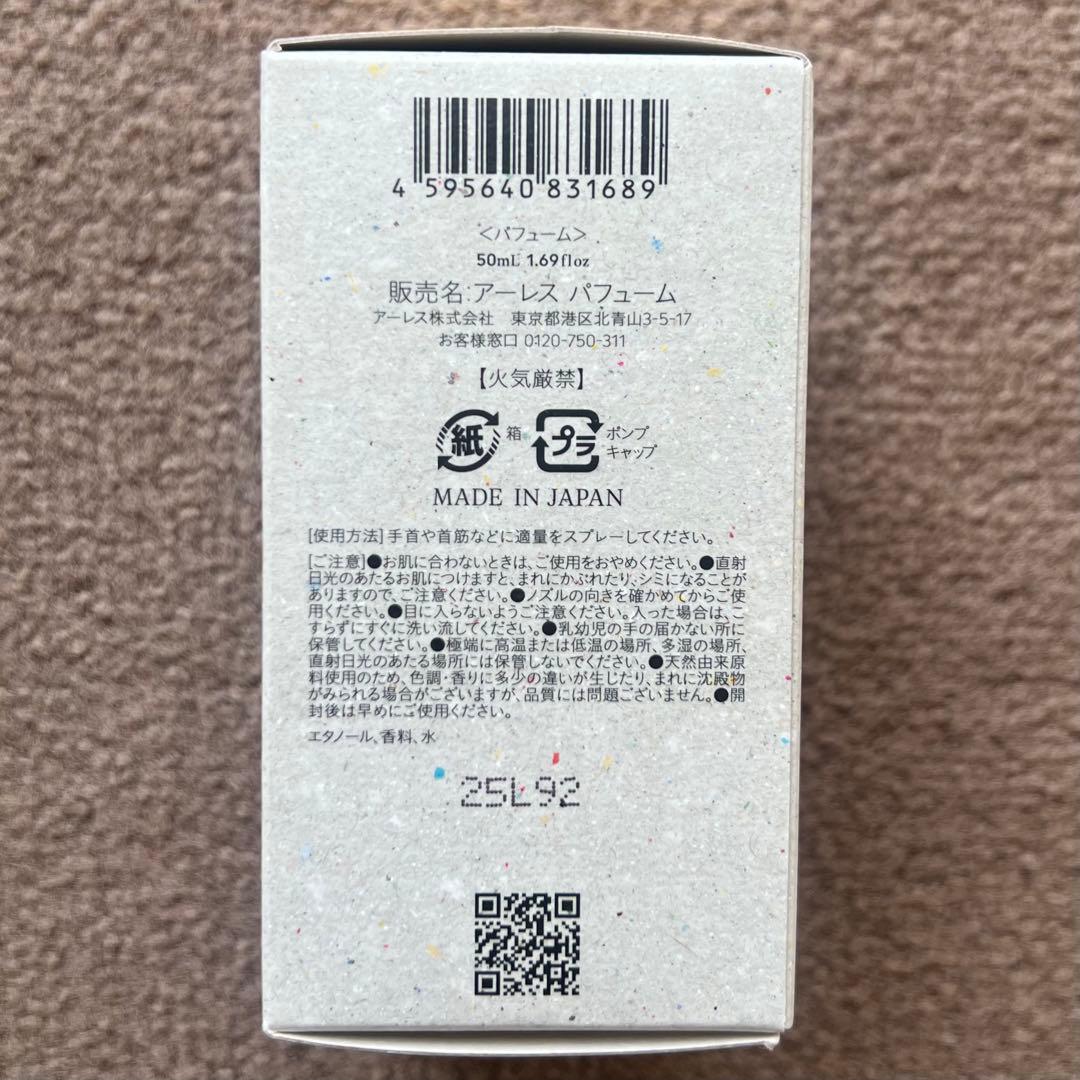 4 595640 831689
<パフューム>
50mL 1.69floz
販売名:アーレス パフューム
アーレス株式会社 東京都港区北青山3-5-17
お客様窓口 0120-750-311
【火気厳禁】
紙 箱 プラ ポンプ
キャップ
MADE IN JAPAN
[使用方法]手首や首筋などに適量をスプレーしてください。
[ご注意]●お肌に合わないときは、ご使用をおやめください。●直射
日光のあたるお肌につけますと、まれにかぶれたり、シミになることが
ありますので、ご注意ください。●ノズルの向きを確かめてからご使
用ください。●目に入らないようご注意ください。入った場合は、こ
すらずにすぐに洗い流してください。●乳幼児の手の届かない所に
保管してください。●極端に高温または低温の場所、多湿の場所、
直射日光のあたる場所には保管しないでください。●天然由来原
料使用のため、色調・香りに多少の違いが生じたり、まれに沈殿物
がみられる場合がございますが、品質には問題ございません。●開
封後は早めにご使用ください。
エタノール、香料、水
25L92